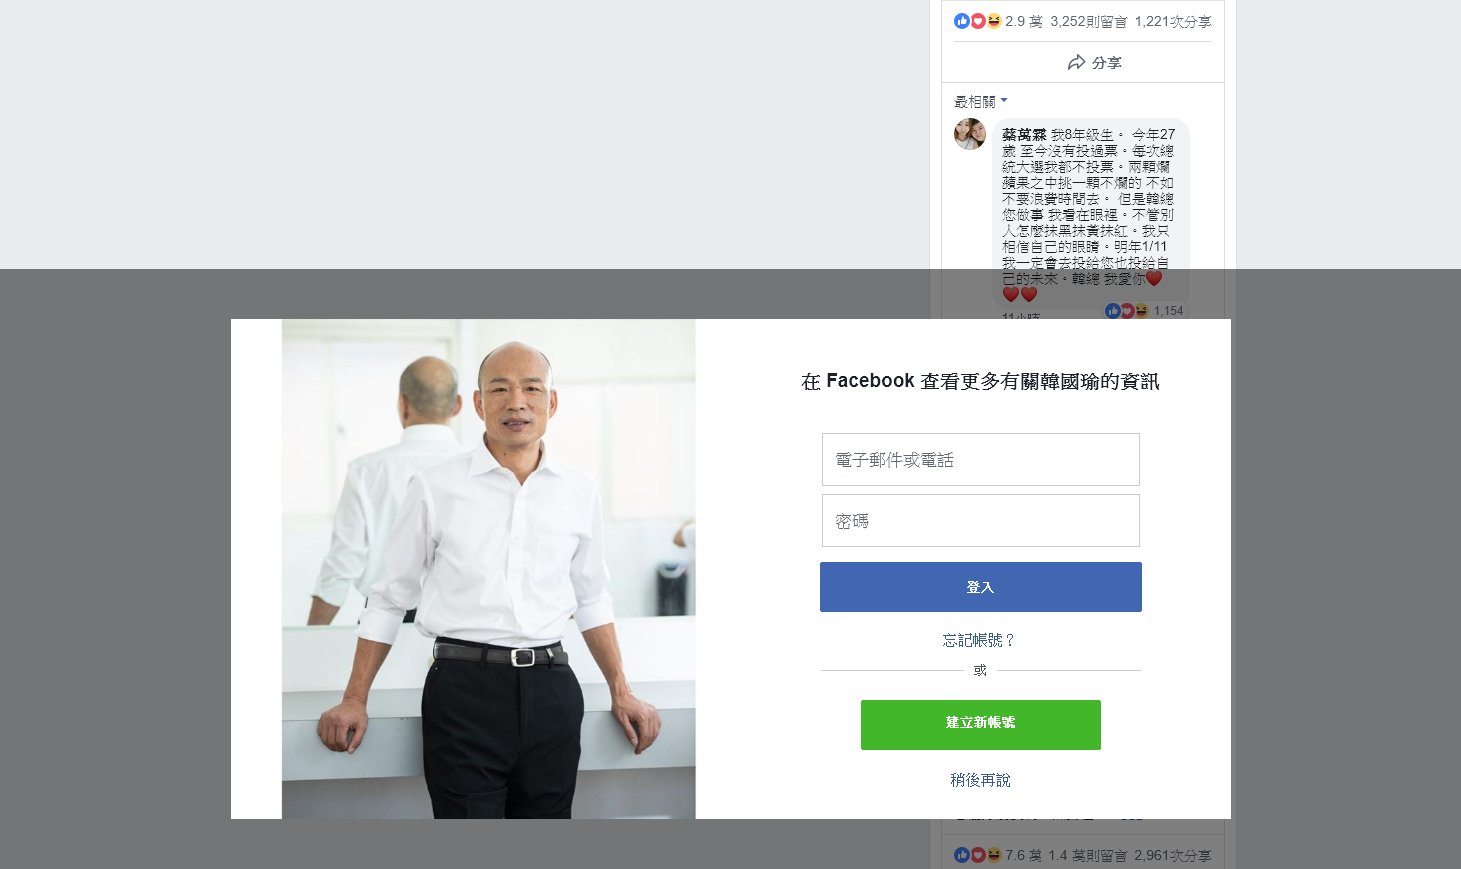 2.9 萬 3,252則留言 1,221次分享
分享
最相關
蔡萬霖 我8年級生。 今年27
歲 至今沒有投過票。每次總
統大選我都不投票。兩顆爛
蘋果之中挑一顆不爛的 不如
不要浪費時間去。 但是韓總
您做事 我看在眼裡。不管別
人怎麼抹黑抹黃抹紅。我只
相信自己的眼睛。明年1/11
我一定會去投給您也投給自
己的未來。韓總 我愛你❤️
❤️❤️
1,154
11小時
在 Facebook 查看更多有關韓國瑜的資訊
電子郵件或電話
密碼
登入
忘記帳號？
或
建立新帳號
稍後再說
7.6 萬 1.4 萬則留言 2,961次分享